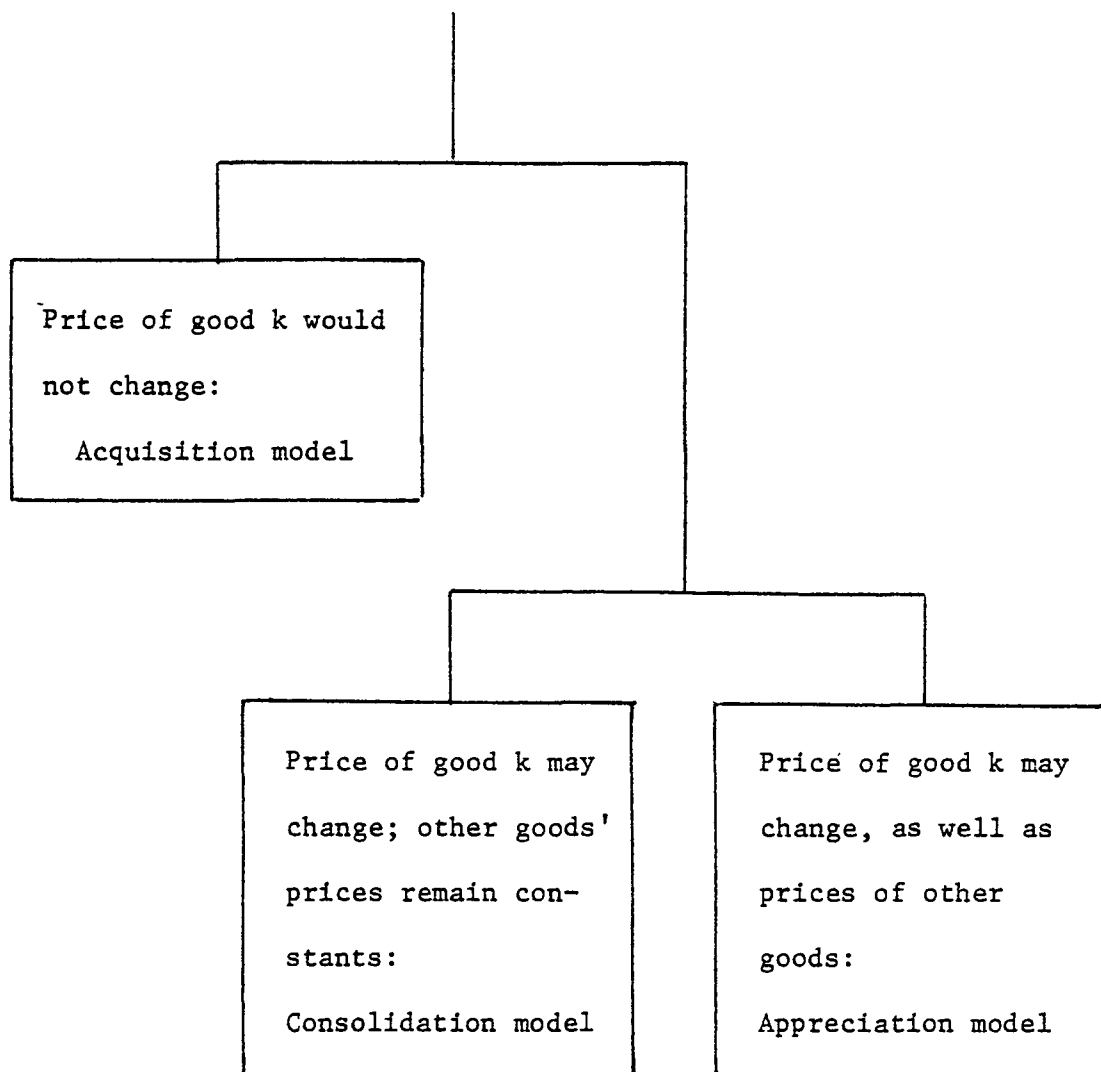 Price of good k would
not change:
Acquisition model
Price of good k may
change; other goods'
prices remain con-
stants:
Consolidation model
Price of good k may
change, as well as
prices of other
goods:
Appreciation model